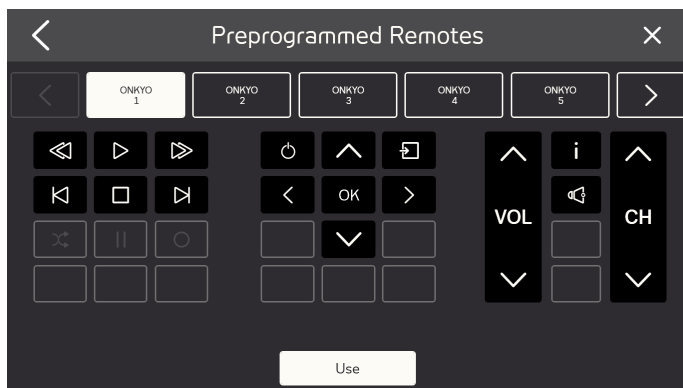 Preprogrammed Remotes
ONKYO
1
ONKYO
2
ONKYO
3
ONKYO
4
ONKYO
5
i
OK
VOL
CH
Use